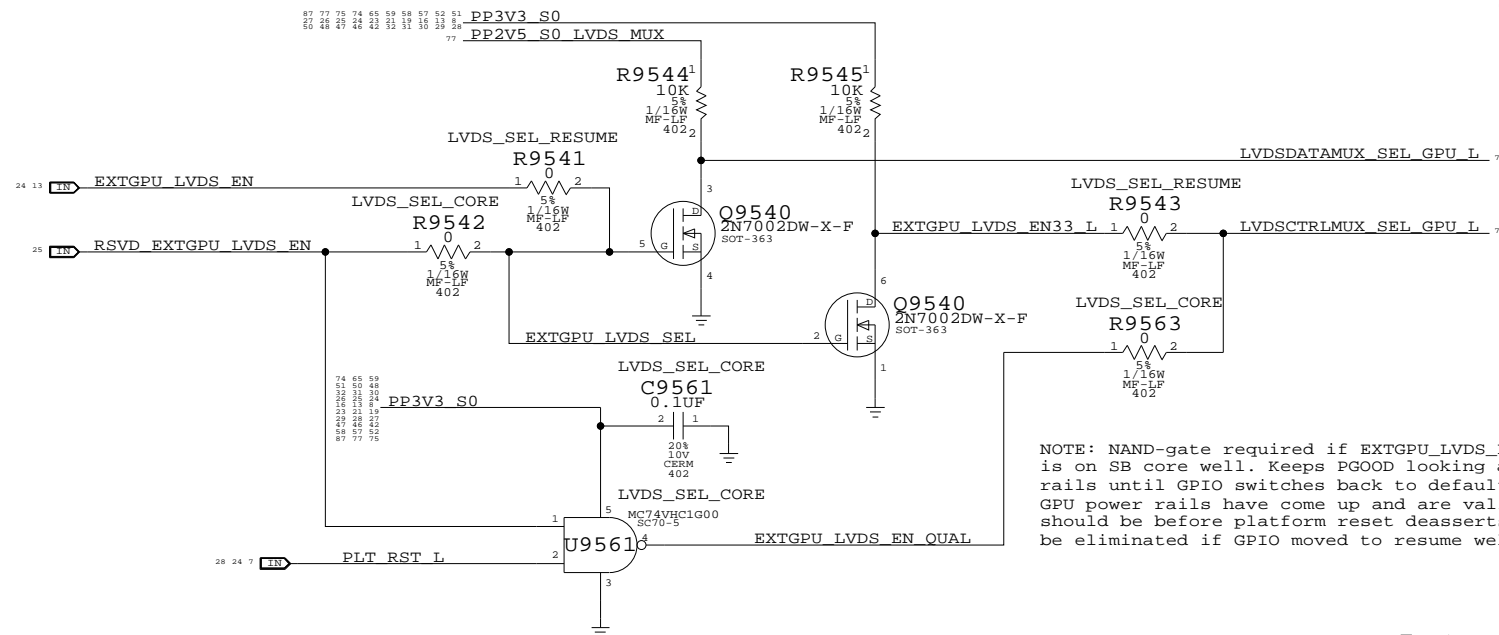 87 77 75 74 65 59 58 57 52 51
27 26 25 24 23 21 19 16 13 8
50 48 47 46 42 32 31 30 29 28
PP3V3_S0
77 PP2V5_S0_LVDS_MUX
R9544
1
10K
5%
1/16W
MF-LF
402
2
R9545
1
10K
5%
1/16W
MF-LF
402
2
LVDS_SEL_RESUME
R9541
0
1 2
5%
1/16W
MF-LF
402
24 13 IN EXTGPU_LVDS_EN
LVDSDATAMUX_SEL_GPU_L 7
LVDS_SEL_CORE
R9542
0
1 2
5%
1/16W
MF-LF
402
25 IN RSVD_EXTGPU_LVDS_EN
3
D
5 G S
4
Q9540
2N7002DW-X-F
SOT-363
LVDS_SEL_RESUME
R9543
0
EXTGPU_LVDS_EN33_L 1 2
5%
1/16W
MF-LF
402
LVDSCTRLMUX_SEL_GPU_L 7
6
D
2 G S
1
Q9540
2N7002DW-X-F
SOT-363
EXTGPU_LVDS_SEL
LVDS_SEL_CORE
R9563
0
1 2
5%
1/16W
MF-LF
402
74 65 59
51 50 48
32 31 30
26 25 24
16 13 8
23 21 19
29 28 27
47 46 42
58 57 52
87 77 75
PP3V3_S0
LVDS_SEL_CORE
C9561
0.1UF
2 1
20%
10V
CERM
402
LVDS_SEL_CORE
MC74VHC1G00
SC70-5
5
1
2
U9561
4
3
EXTGPU_LVDS_EN_QUAL
28 24 7 IN PLT_RST_L
NOTE: NAND-gate required if EXTGPU_LVDS_
is on SB core well. Keeps PGOOD looking
rails until GPIO switches back to defaul
GPU power rails have come up and are val
should be before platform reset deassert
be eliminated if GPIO moved to resume we